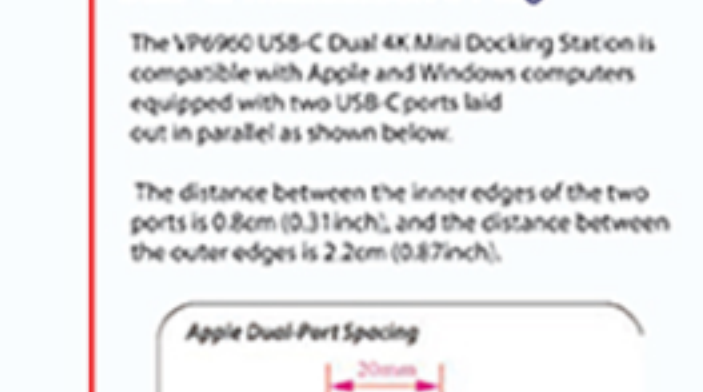 The VP6960 USB-C Dual 4K Mini Docking Station is
compatible with Apple and Windows computers
equipped with two USB-C ports laid
out in parallel as shown below.
The distance between the inner edges of the two
ports is 0.8cm (0.31inch), and the distance between
the outer edges is 2.2cm (0.87inch).
Apple Dual-Port Spacing
20mm